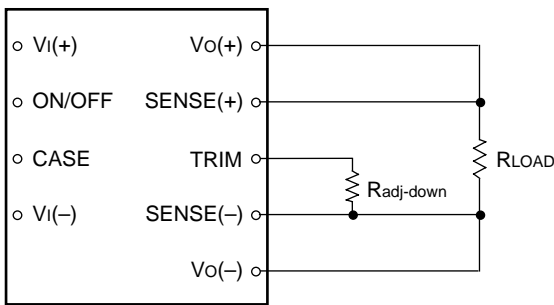 VI(+)
VO(+)
ON/OFF
SENSE(+)
CASE
TRIM
RLOAD
Radj-down
VI(–)
SENSE(–)
VO(–)